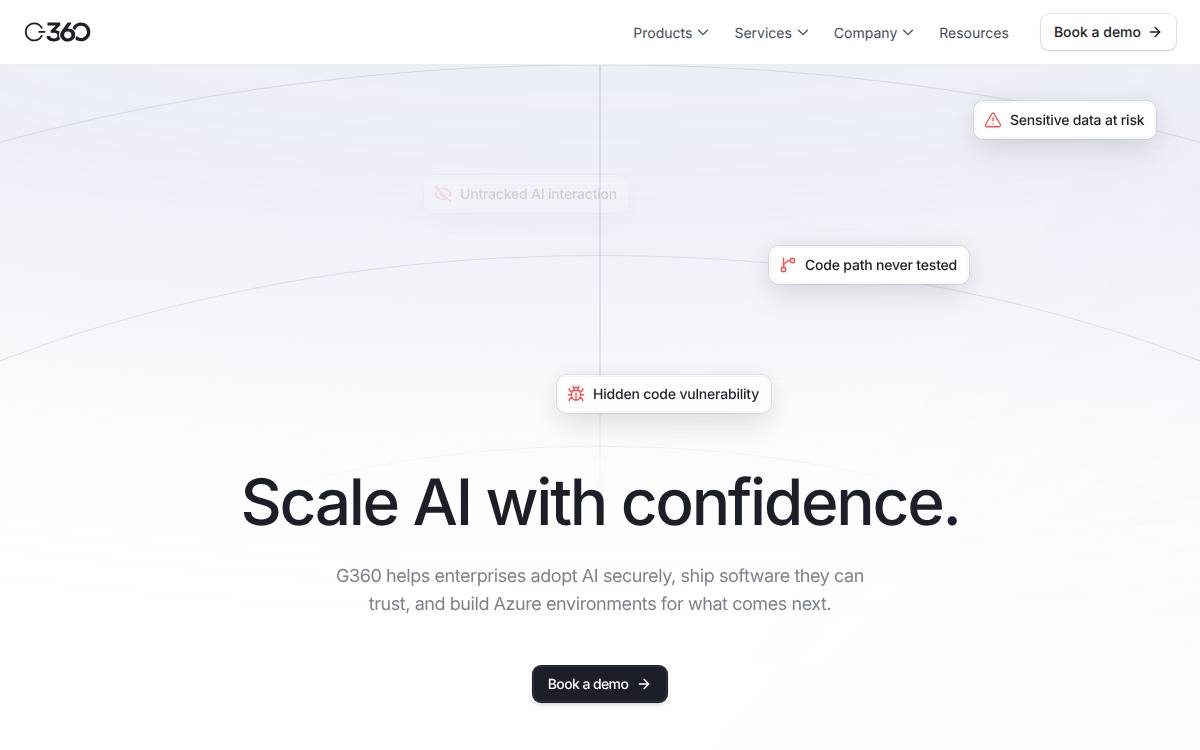 G360
Products
Services
Company
Resources
Book a demo
Sensitive data at risk
Untracked AI interaction
Code path never tested
Hidden code vulnerability
Scale AI with confidence.
G360 helps enterprises adopt AI securely, ship software they can
trust, and build Azure environments for what comes next.
Book a demo